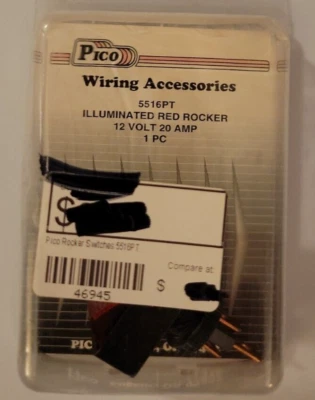 PICO
Wiring Accessories
5516PT
ILLUMINATED RED ROCKER
12 VOLT 20 AMP
1 PC
$
Pico Rocker Switches 5516PT
Compare at:
46945
$
PIC